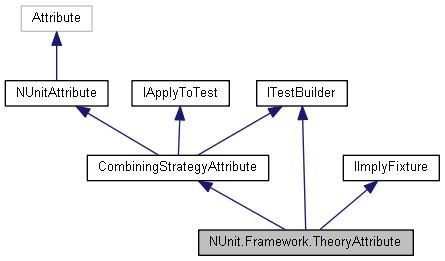 Attribute
NUnitAttribute
IApplyToTest
ITestBuilder
CombiningStrategyAttribute
IImplyFixture
NUnit.Framework.TheoryAttribute